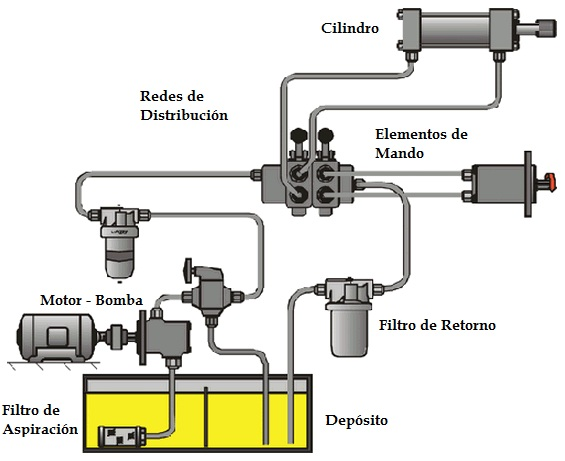 Cilindro
Redes de
Distribución
Elementos de
Mando
Motor - Bomba
Filtro de Retorno
Filtro de
Aspiración
Depósito